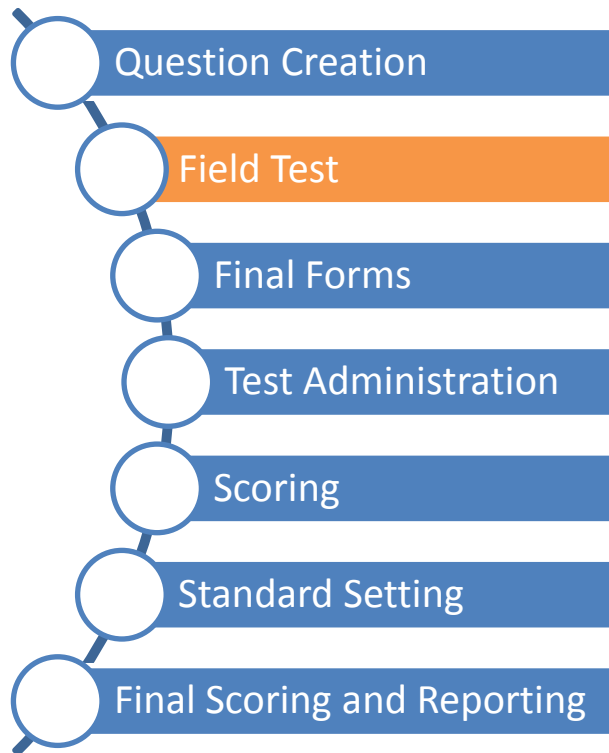 Question Creation
Field Test
Final Forms
Test Administration
Scoring
Standard Setting
Final Scoring and Reporting